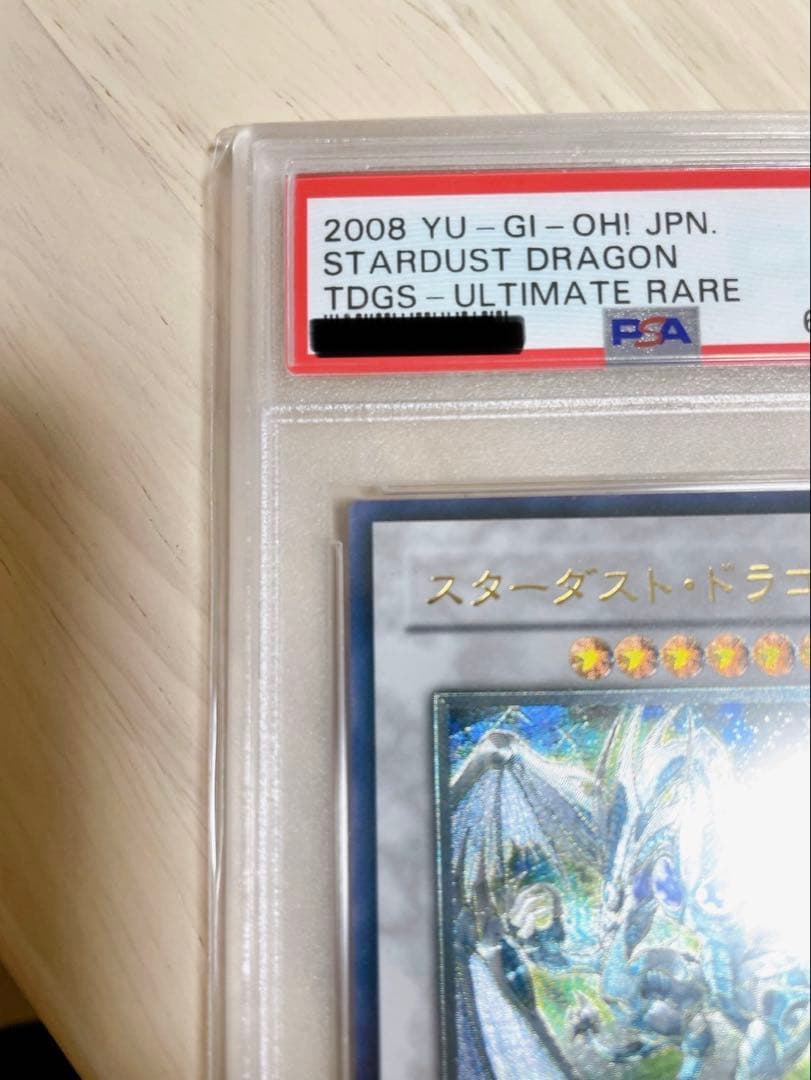 2008 YU-GI-OH! JPN.
STARDUST DRAGON
TDGS-ULTIMATE RARE
PSA
6
スターダスト・ドラゴ